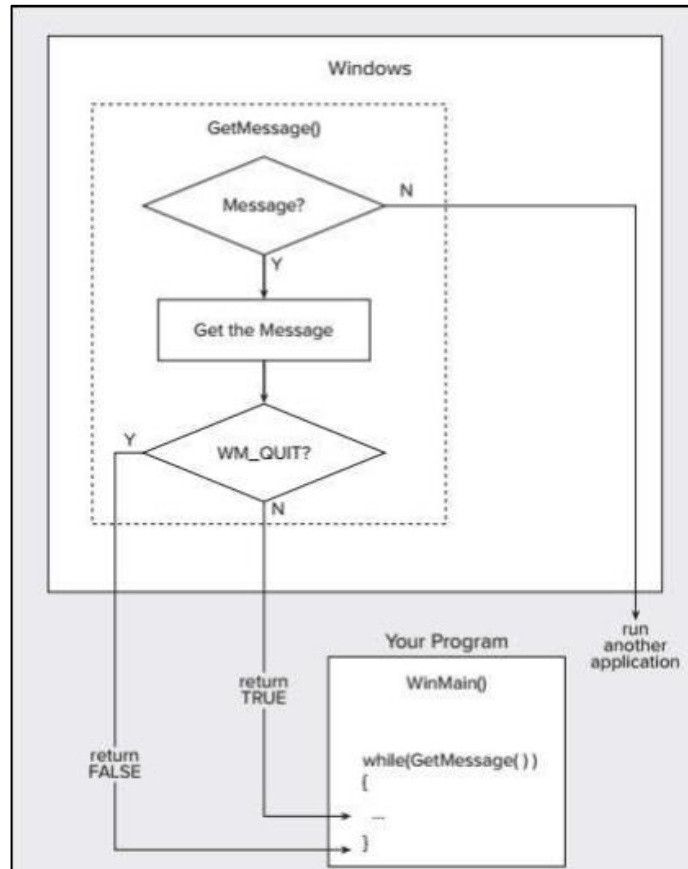 Windows
GetMessage()
Message?
N
Y
Get the Message
Y
WM_QUIT?
N
run
another
application
Your Program
WinMain()
return
TRUE
return
FALSE
while(GetMessage( ) )
{
...
}